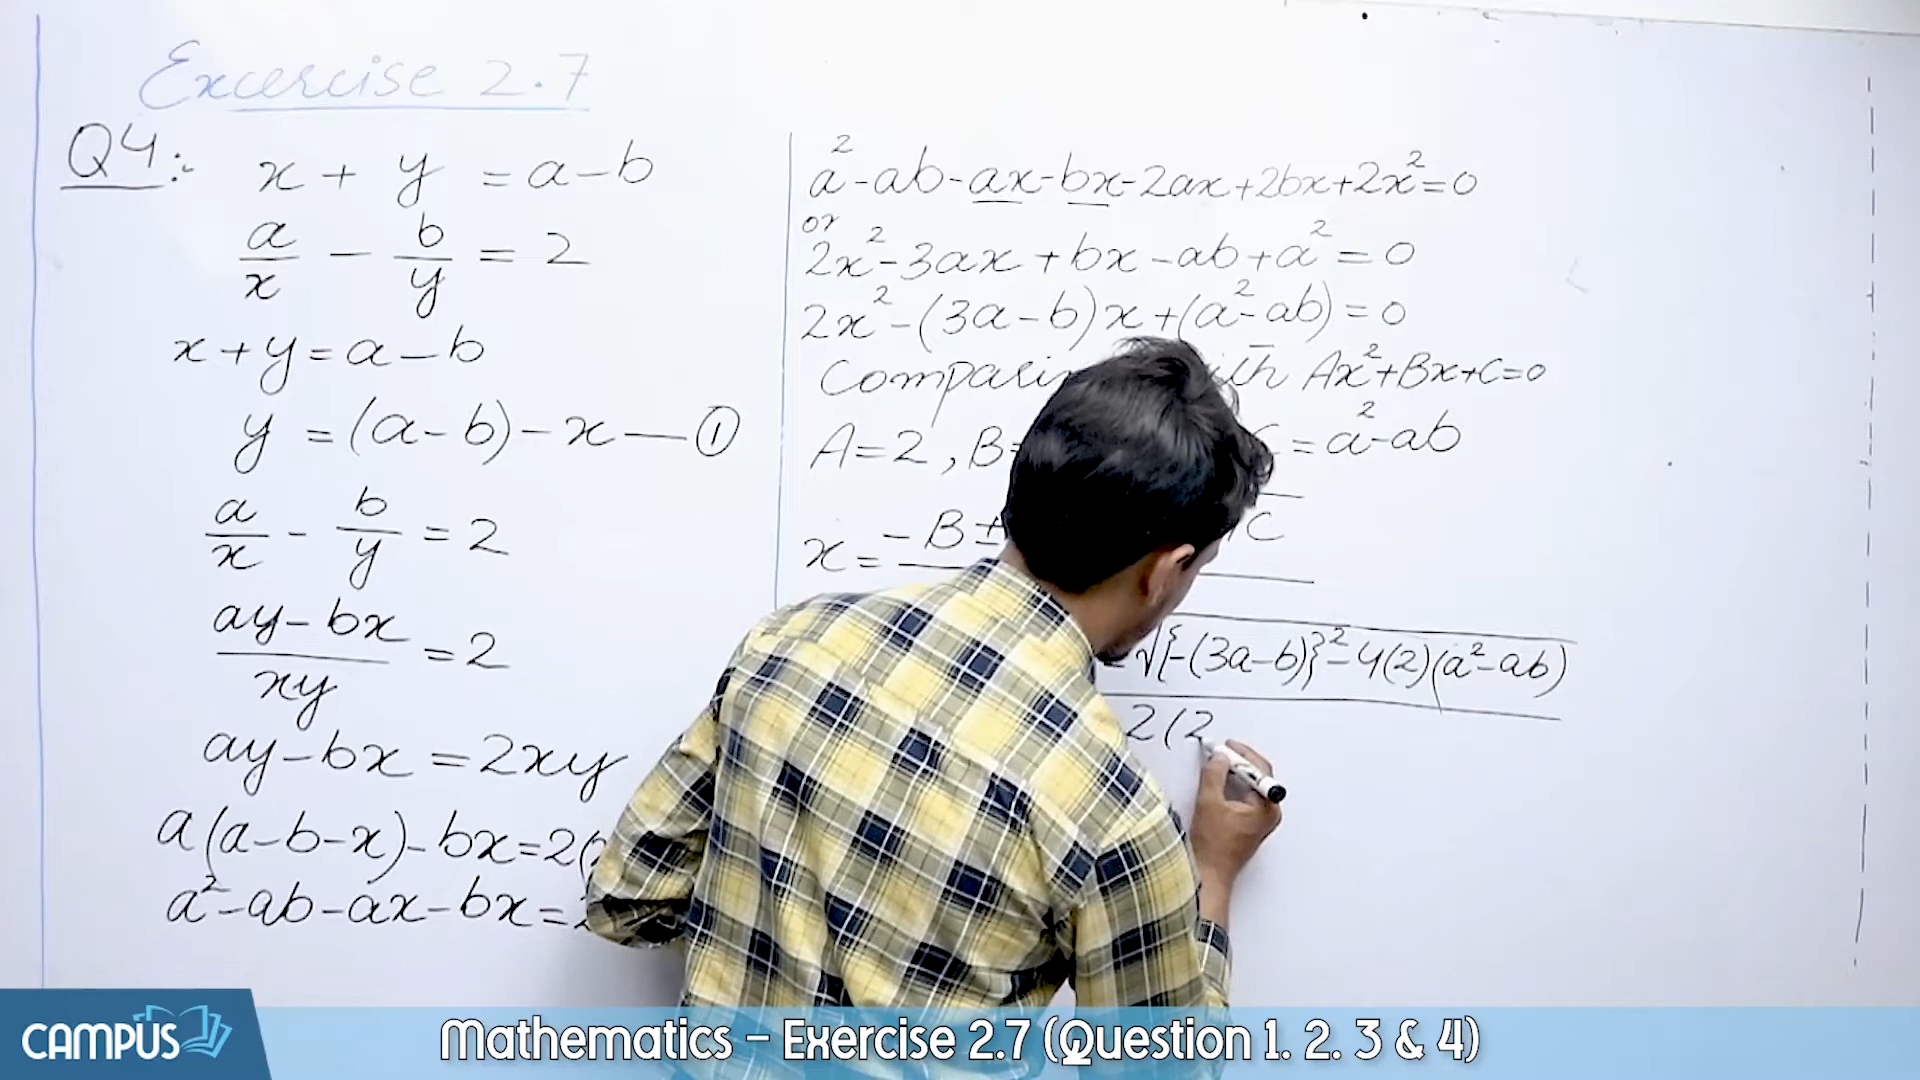 Excercise 2.7
Q4:- x + y = a - b
a/x - b/y = 2
x + y = a - b
y = (a - b) - x — ①
a/x - b/y = 2
(ay - bx)/xy = 2
ay - bx = 2xy
a(a - b - x) - bx = 2(
a² - ab - ax - bx = 2
a² - ab - ax - bx - 2ax + 2bx + 2x² = 0
or
2x² - 3ax + bx - ab + a² = 0
2x² - (3a - b)x + (a² - ab) = 0
Ax² + Bx + C = 0
A = 2, B = C = a² - ab
x = -B ± C
√{-(3a - b)}² - 4(2)(a² - ab)
2(2
CAMPUS
Mathematics – Exercise 2.7 (Question 1. 2. 3 & 4)